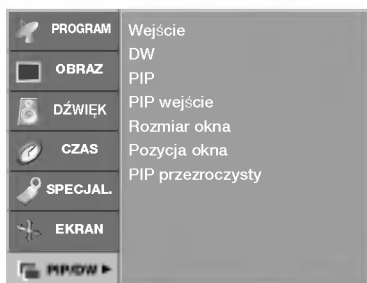 PROGRAM
OBRAZ
DŹWIĘK
CZAS
SPECJAL.
EKRAN
PIP/DW
Wejście
DW
PIP
PIP wejście
Rozmiar okna
Pozycja okna
PIP przezroczysty